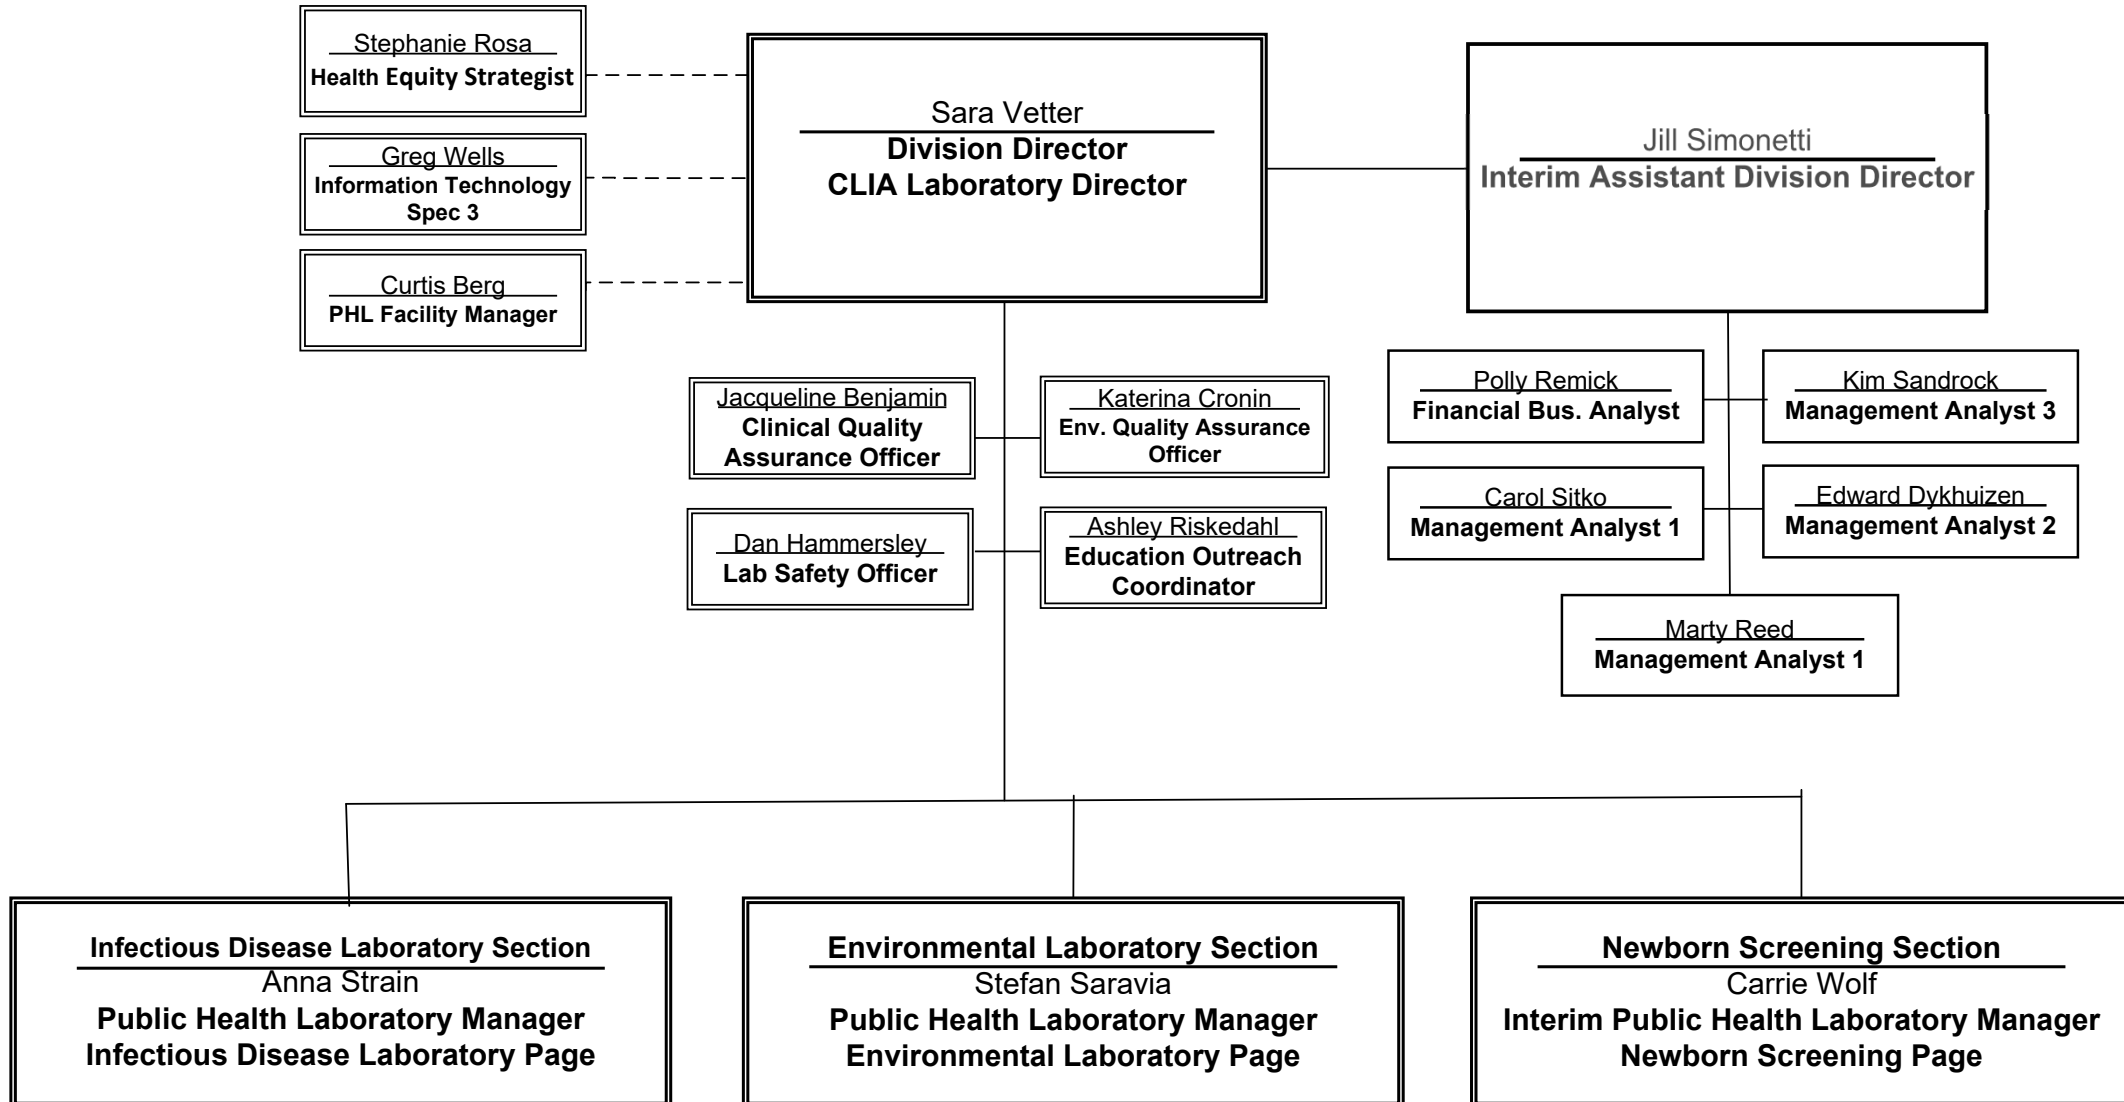 Stephanie Rosa
Health Equity Strategist
Greg Wells
Information Technology
Spec 3
Curtis Berg
PHL Facility Manager
Sara Vetter
Division Director
CLIA Laboratory Director
Jill Simonetti
Interim Assistant Division Director
Jacqueline Benjamin
Clinical Quality
Assurance Officer
Katerina Cronin
Env. Quality Assurance
Officer
Dan Hammersley
Lab Safety Officer
Ashley Riskedahl
Education Outreach
Coordinator
Polly Remick
Financial Bus. Analyst
Kim Sandrock
Management Analyst 3
Carol Sitko
Management Analyst 1
Edward Dykhuizen
Management Analyst 2
Marty Reed
Management Analyst 1
Infectious Disease Laboratory Section
Anna Strain
Public Health Laboratory Manager
Infectious Disease Laboratory Page
Environmental Laboratory Section
Stefan Saravia
Public Health Laboratory Manager
Environmental Laboratory Page
Newborn Screening Section
Carrie Wolf
Interim Public Health Laboratory Manager
Newborn Screening Page